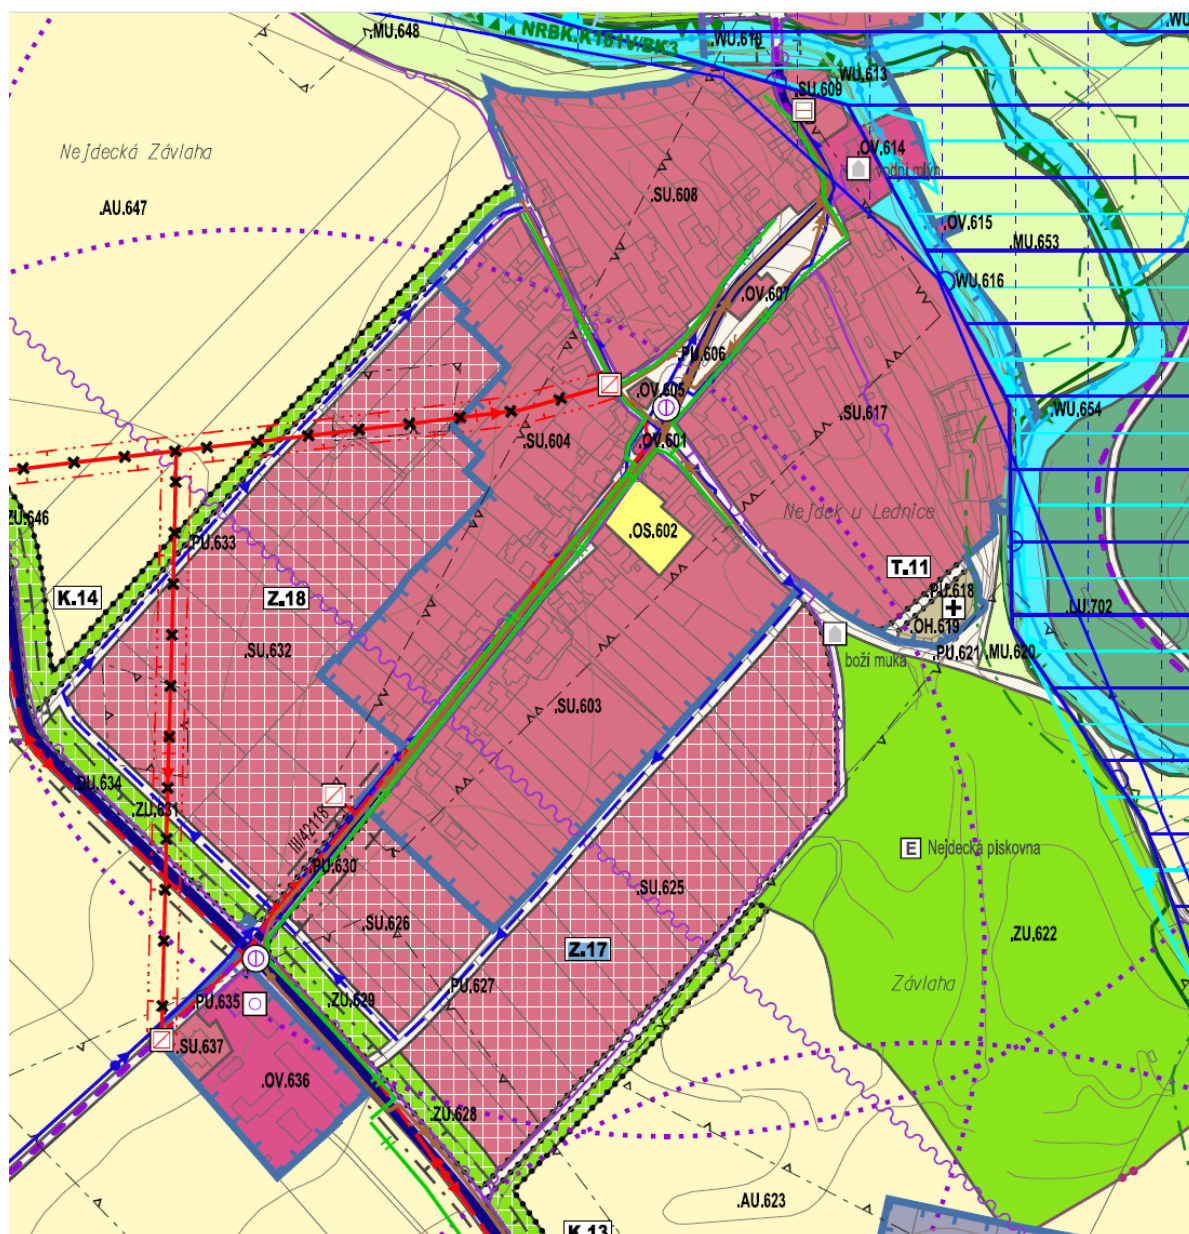 .MU.648
NRBK.K161V/BK3
.WU.610
.WU.613
.SU.609
.OV.614
vodní mlýn
Nejdecká Závlaha
.AU.647
.SU.608
.OV.615
.MU.653
.WU.616
.OV.607
.PU.606
.OV.605
.SU.617
.WU.654
.SU.604
.OV.601
ZU.646
.PU.633
Nejdek u Lednice
.OS.602
T.11
K.14
Z.18
.PU.618
.LU.702
.OH.619
.SU.632
boží muka
.PU.621
.MU.620
.SU.603
.DU.634
.ZU.631
III/42118
E
Nejdecká pískovna
.PU.630
.SU.625
.SU.626
Z.17
.ZU.622
Závlaha
.PU.627
.PU.635
.ZU.629
.SU.637
.OV.636
.ZU.628
.AU.623
K.13